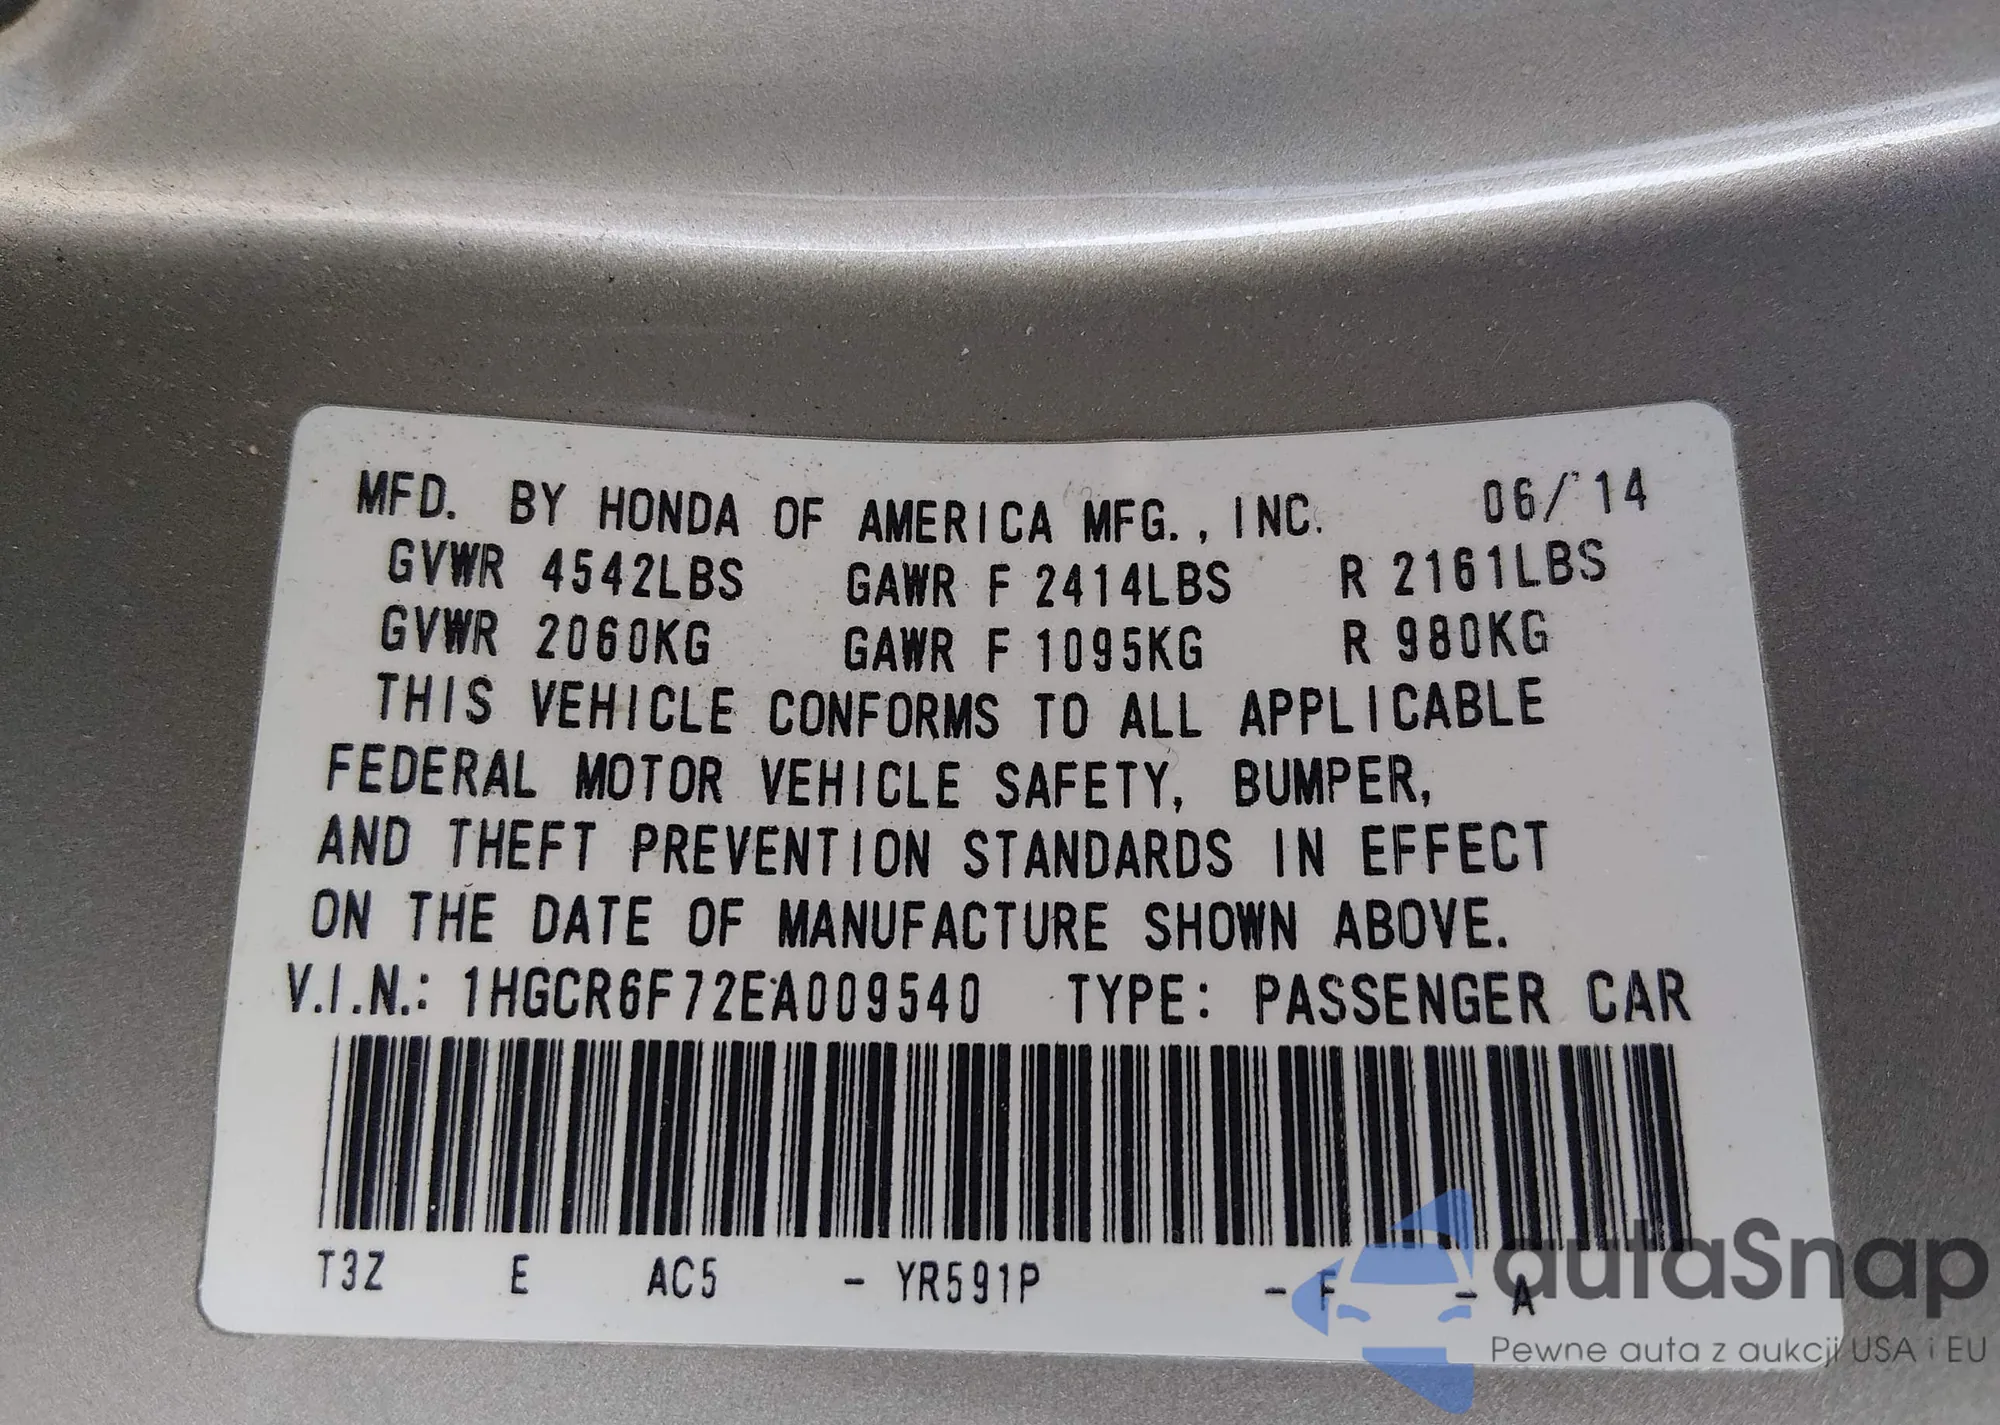 MFD. BY HONDA OF AMERICA MFG., INC. 06/14
GVWR 4542LBS GAWR F 2414LBS R 2161LBS
GVWR 2060KG GAWR F 1095KG R 980KG
THIS VEHICLE CONFORMS TO ALL APPLICABLE
FEDERAL MOTOR VEHICLE SAFETY, BUMPER,
AND THEFT PREVENTION STANDARDS IN EFFECT
ON THE DATE OF MANUFACTURE SHOWN ABOVE.
V.I.N.: 1HGCR6F72EA009540 TYPE: PASSENGER CAR
T3Z E AC5 - YR591P - F - A
autaSnap
Pewne auta z aukcji USA i EU